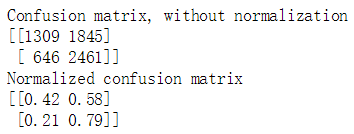 Confusion matrix, without normalization
[[1309 1845]
 [ 646 2461]]
Normalized confusion matrix
[[0.42 0.58]
 [0.21 0.79]]